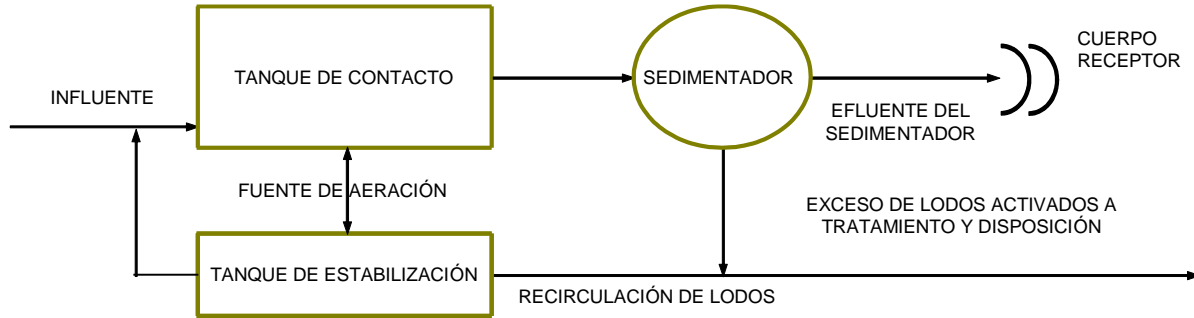 TANQUE DE CONTACTO
SEDIMENTADOR
CUERPO
RECEPTOR
INFLUENTE
EFLUENTE DEL
SEDIMENTADOR
FUENTE DE AERACIÓN
EXCESO DE LODOS ACTIVADOS A
TRATAMIENTO Y DISPOSICIÓN
TANQUE DE ESTABILIZACIÓN
RECIRCULACIÓN DE LODOS